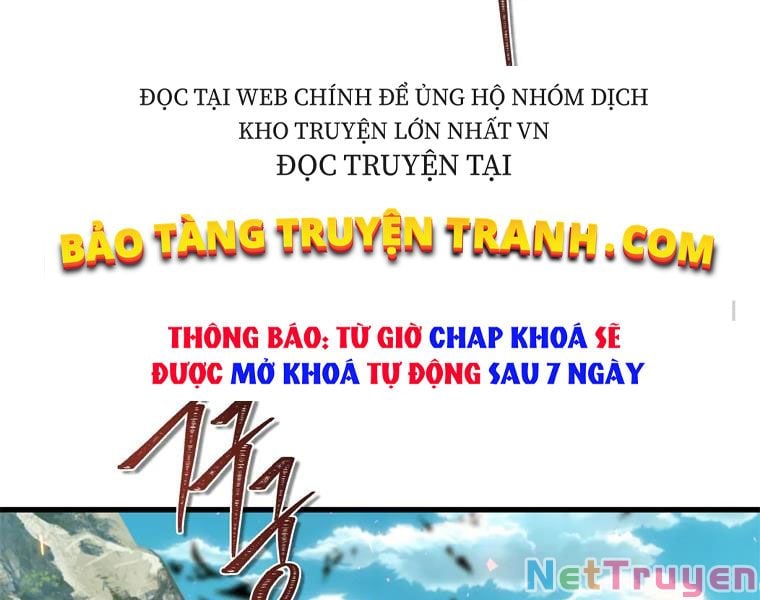 ĐỌC TẠI WEB CHÍNH ĐỂ ỦNG HỘ NHÓM DỊCH
KHO TRUYỆN LỚN NHẤT VN
ĐỌC TRUYỆN TẠI
BẢO TÀNG TRUYỆN TRANH.COM
THÔNG BÁO: TỪ GIỜ CHAP KHOÁ SẼ
ĐƯỢC MỞ KHOÁ TỰ ĐỘNG SAU 7 NGÀY
NetTruyen